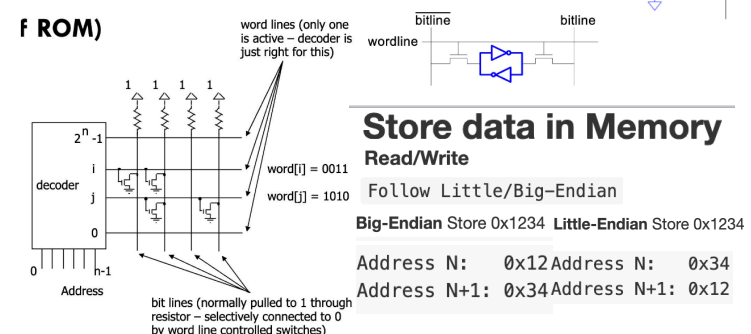 f ROM)
word lines (only one
is active – decoder is
just right for this)
1 1 1 1
2ⁿ -1
i
word[i] = 0011
decoder
j
word[j] = 1010
0
0 n-1
Address
bit lines (normally pulled to 1 through
resistor – selectively connected to 0
by word line controlled switches)
bitline bitline
wordline
Store data in Memory
Read/Write
Follow Little/Big-Endian
Big-Endian Store 0x1234 Little-Endian Store 0x1234
Address N: 0x12 Address N: 0x34
Address N+1: 0x34 Address N+1: 0x12